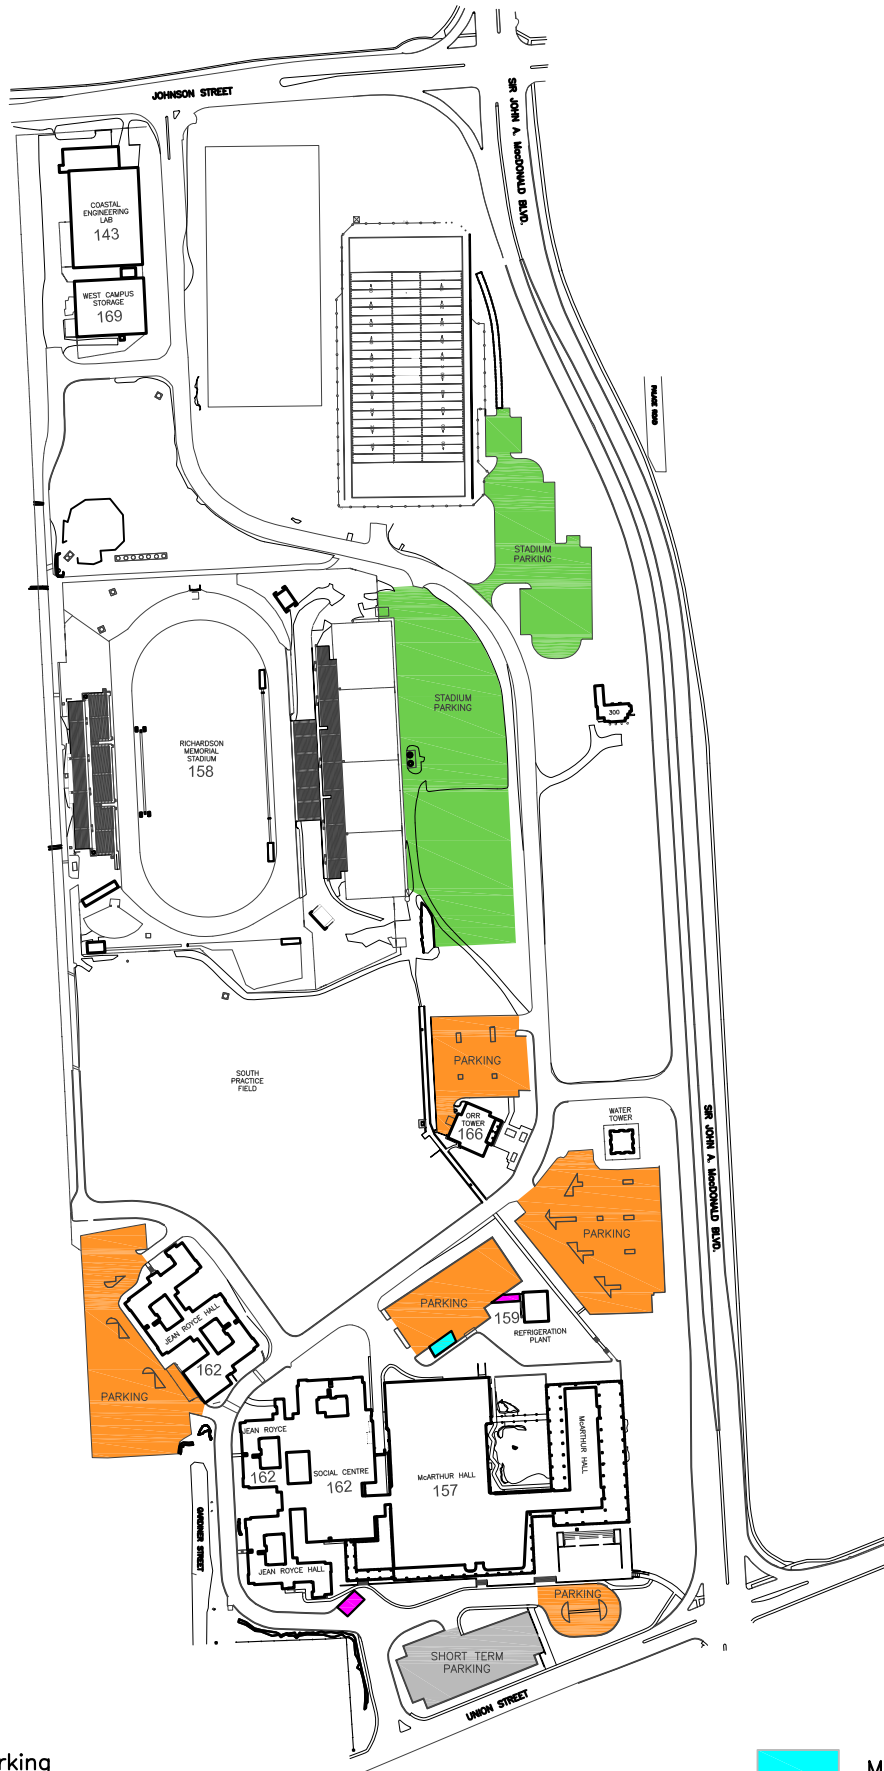 JOHNSON STREET
SIR JOHN A. MacDONALD BLVD.
COASTAL
ENGINEERING
LAB
143
WEST CAMPUS
STORAGE
169
PALACE ROAD
STADIUM
PARKING
STADIUM
PARKING
300
RICHARDSON
MEMORIAL
STADIUM
158
PARKING
SOUTH
PRACTICE
FIELD
ORR
TOWER
166
WATER
TOWER
SIR JOHN A. MacDONALD BLVD.
PARKING
PARKING
159
REFRIGERATION
PLANT
JEAN ROYCE HALL
162
PARKING
JEAN ROYCE
162
SOCIAL CENTRE
162
McARTHUR HALL
157
McARTHUR HALL
GARDINER STREET
JEAN ROYCE HALL
PARKING
SHORT TERM
PARKING
UNION STREET
rking
M